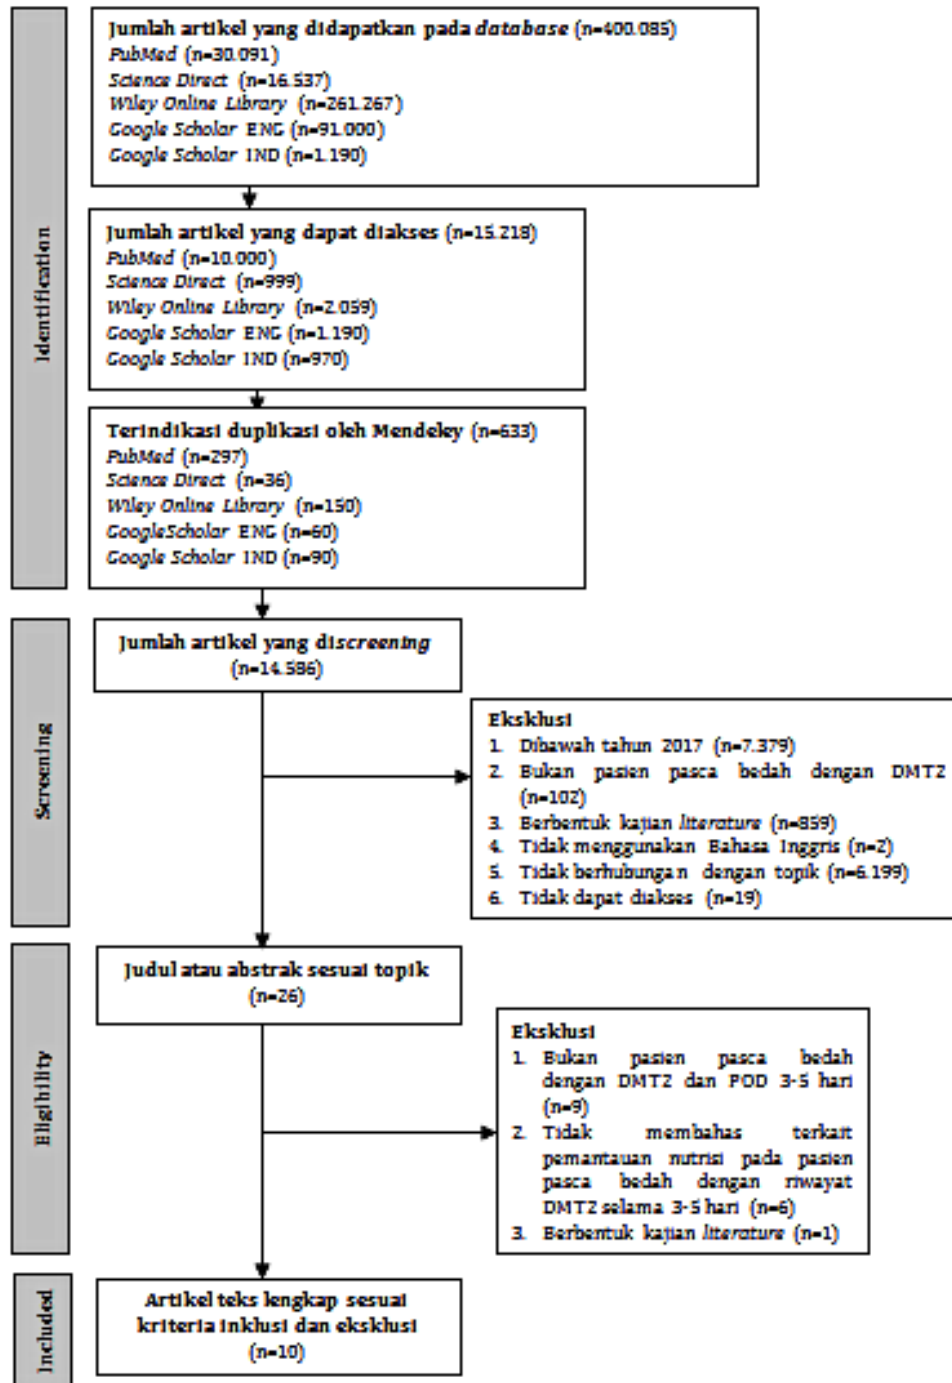 Identification
Jumlah artikel yang didapatkan pada database (n=400.085)
PubMed (n=30.091)
Science Direct (n=16.537)
Wiley Online Library (n=261.267)
Google Scholar ENG (n=91.000)
Google Scholar IND (n=1.190)
Jumlah artikel yang dapat diakses (n=15.218)
PubMed (n=10.000)
Science Direct (n=999)
Wiley Online Library (n=2.059)
Google Scholar ENG (n=1.190)
Google Scholar IND (n=970)
Terindikasi duplikasi oleh Mendeley (n=633)
PubMed (n=297)
Science Direct (n=36)
Wiley Online Library (n=150)
GoogleScholar ENG (n=60)
Google Scholar IND (n=90)
Screening
Jumlah artikel yang discreening
(n=14.586)
Eksklusi
1. Dibawah tahun 2017 (n=7.379)
2. Bukan pasien pasca bedah dengan DMT2
(n=102)
3. Berbentuk kajian literature (n=859)
4. Tidak menggunakan Bahasa Inggris (n=2)
5. Tidak berhubungan dengan topik (n=6.199)
6. Tidak dapat diakses (n=19)
Eligibility
Judul atau abstrak sesuai topik
(n=26)
Eksklusi
1. Bukan pasien pasca bedah
dengan DMT2 dan POD 3-5 hari
(n=9)
2. Tidak membahas terkait
pemantauan nutrisi pada pasien
pasca bedah dengan riwayat
DMT2 selama 3-5 hari (n=6)
3. Berbentuk kajian literature (n=1)
Included
Artikel teks lengkap sesuai
kriteria inklusi dan eksklusi
(n=10)